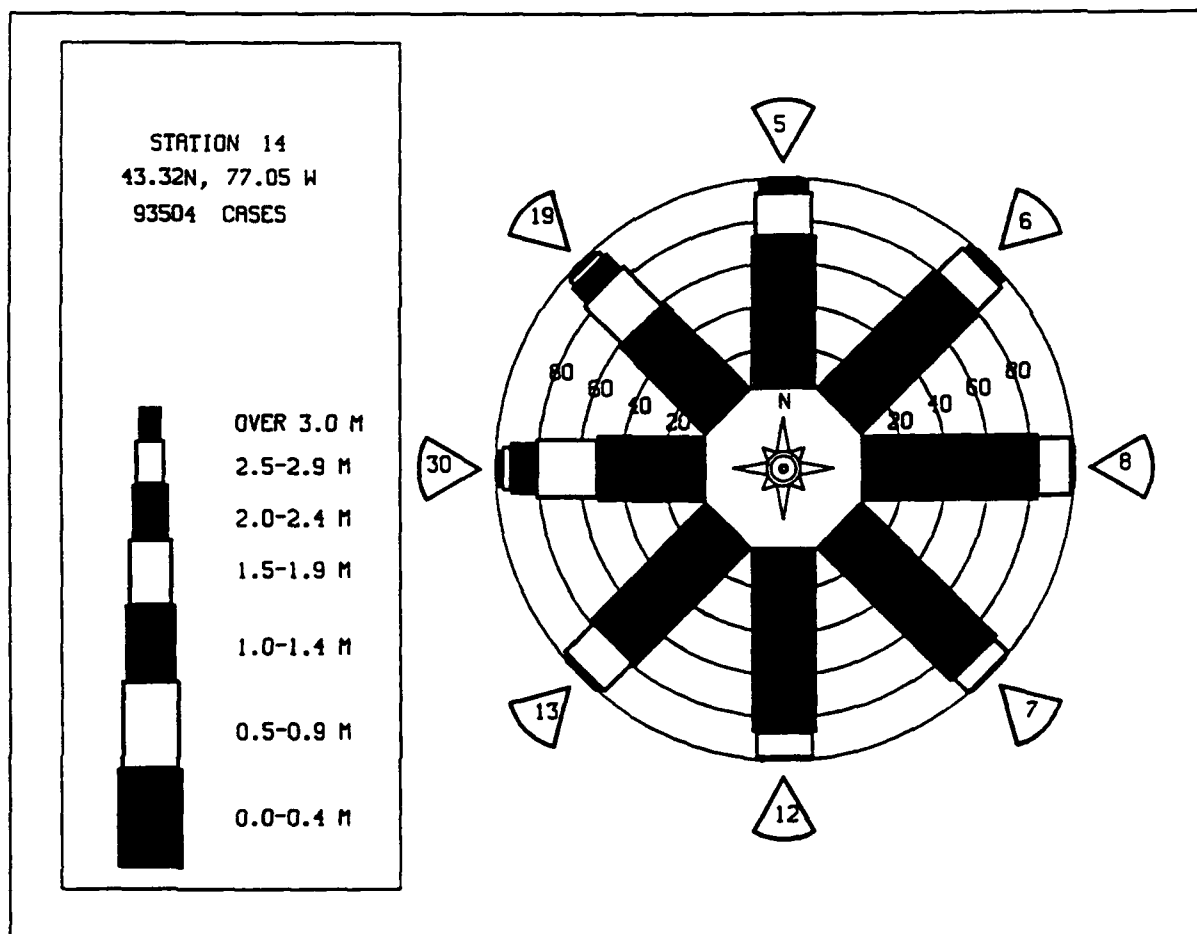 STATION 14
43.32N, 77.05 W
93504 CASES
OVER 3.0 M
2.5-2.9 M
2.0-2.4 M
1.5-1.9 M
1.0-1.4 M
0.5-0.9 M
0.0-0.4 M
5
19
6
80
60
40
20
N
20
40
60
80
30
8
13
7
12